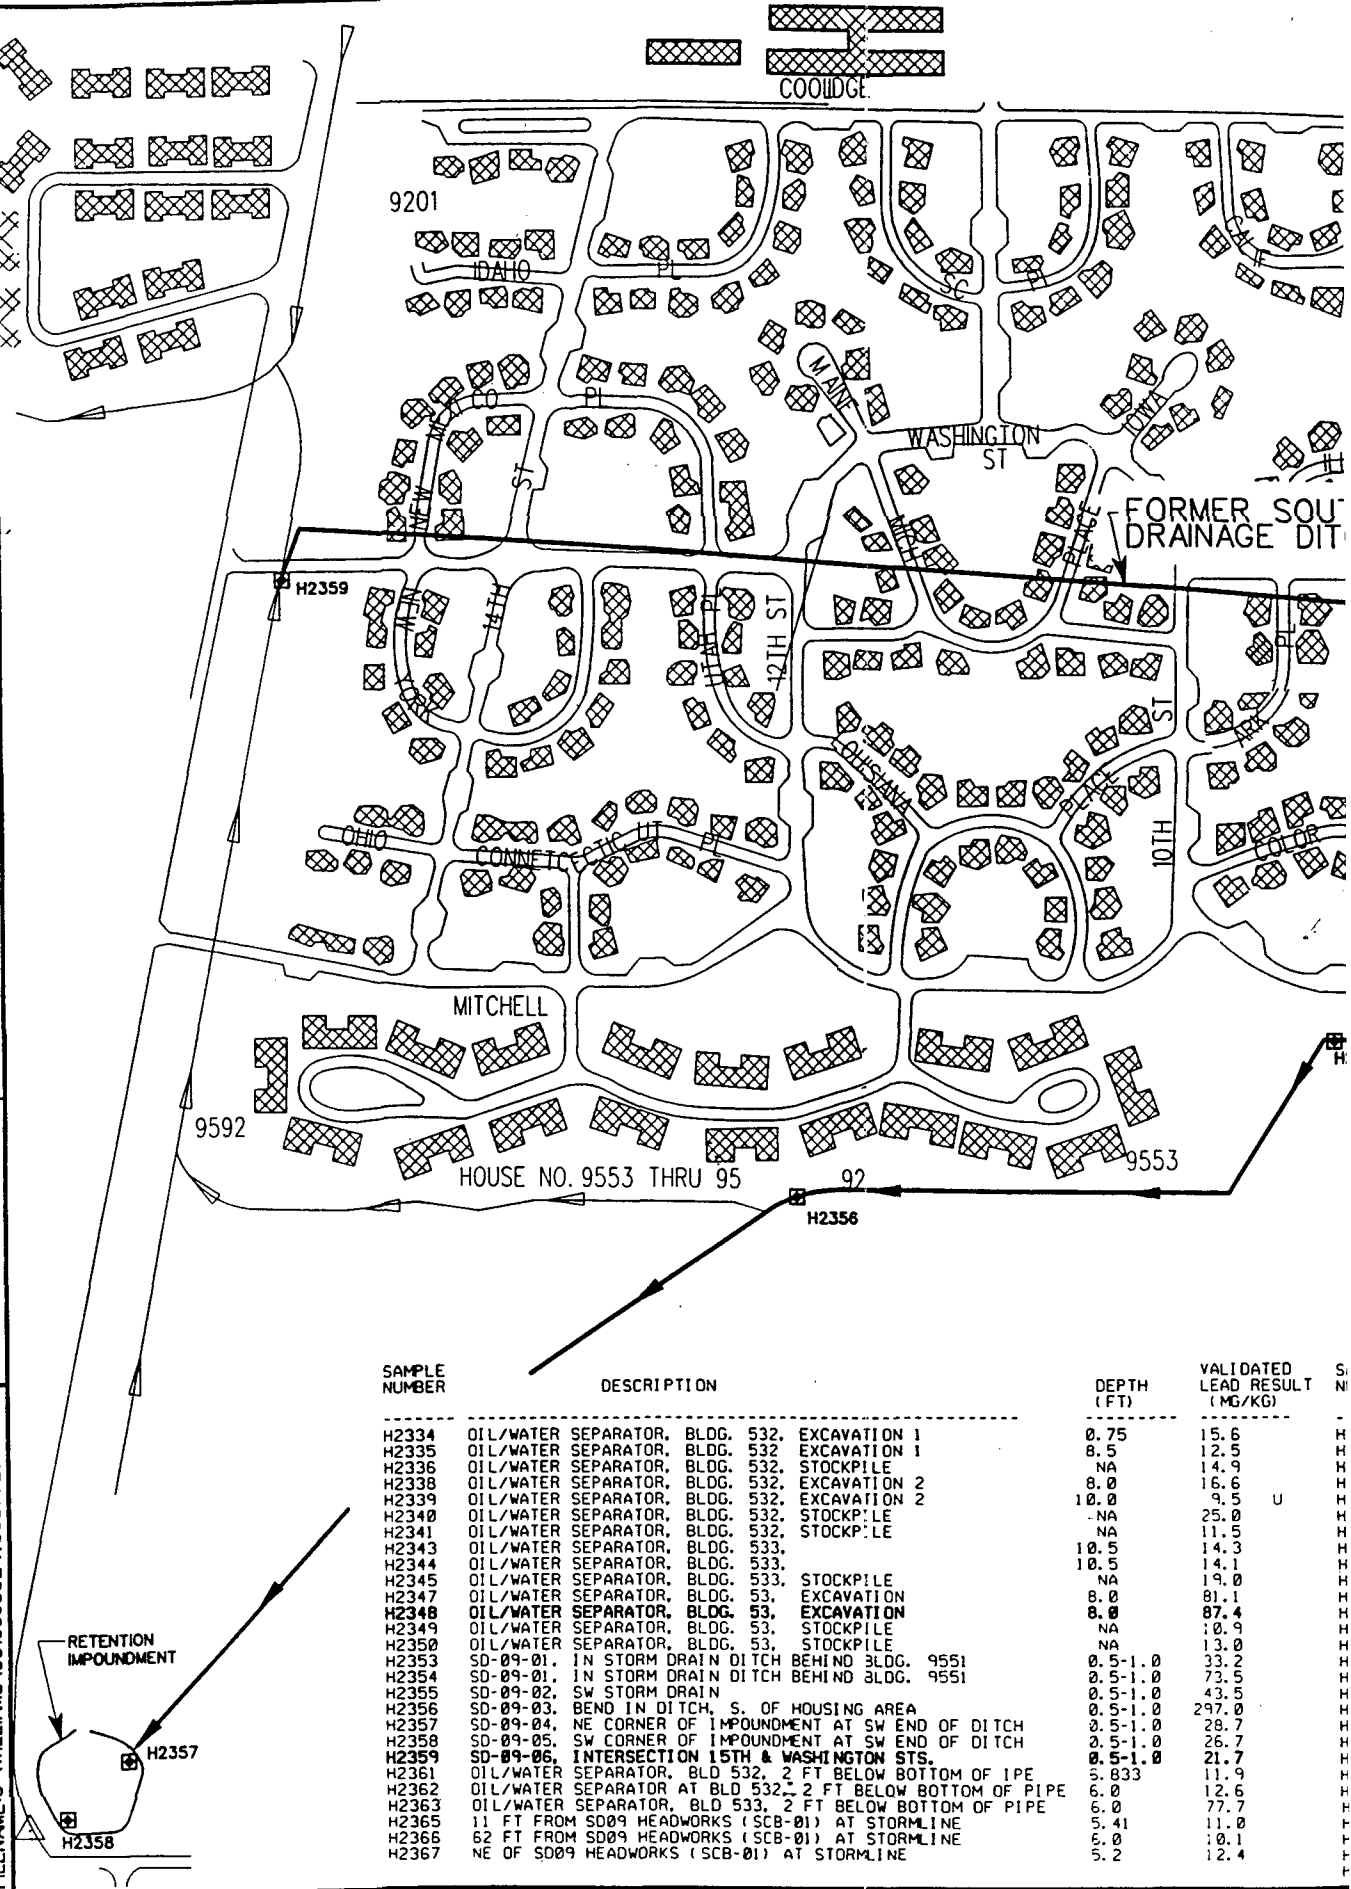 COOLIDGE
9201
IDAHO
PL
SC
PL
CALIF
MAINE
IOWA
NEW MEXICO
PL
ST
WASHINGTON
ST
MICH
PLACE
FORMER SOUT
DRAINAGE DIT
H2359
NEW YORK
14TH
UTAH PL
12TH ST
PL
ARK
ST
LOUISIANA
PLACE
10TH
OHIO
CONNETCECTIC UT
PL
COLOR
MITCHELL
9592
9553
HOUSE NO. 9553 THRU 95 92
H2356
RETENTION
IMPOUNDMENT
H2357
H2358
SAMPLE NUMBER DESCRIPTION DEPTH (FT) VALIDATED LEAD RESULT (MG/KG)
H2334 OIL/WATER SEPARATOR, BLDG. 532, EXCAVATION 1 0.75 15.6
H2335 OIL/WATER SEPARATOR, BLDG. 532 EXCAVATION 1 8.5 12.5
H2336 OIL/WATER SEPARATOR, BLDG. 532, STOCKPILE NA 14.9
H2338 OIL/WATER SEPARATOR, BLDG. 532, EXCAVATION 2 8.0 16.6
H2339 OIL/WATER SEPARATOR, BLDG. 532, EXCAVATION 2 10.0 9.5 U
H2340 OIL/WATER SEPARATOR, BLDG. 532, STOCKPILE NA 25.0
H2341 OIL/WATER SEPARATOR, BLDG. 532, STOCKPILE NA 11.5
H2343 OIL/WATER SEPARATOR, BLDG. 533, 10.5 14.3
H2344 OIL/WATER SEPARATOR, BLDG. 533, 10.5 14.1
H2345 OIL/WATER SEPARATOR, BLDG. 533, STOCKPILE NA 19.0
H2347 OIL/WATER SEPARATOR, BLDG. 53, EXCAVATION 8.0 81.1
H2348 OIL/WATER SEPARATOR, BLDG. 53, EXCAVATION 8.0 87.4
H2349 OIL/WATER SEPARATOR, BLDG. 53, STOCKPILE NA 10.9
H2350 OIL/WATER SEPARATOR, BLDG. 53, STOCKPILE NA 13.0
H2353 SD-09-01, IN STORM DRAIN DITCH BEHIND BLDG. 9551 0.5-1.0 33.2
H2354 SD-09-01, IN STORM DRAIN DITCH BEHIND BLDG. 9551 0.5-1.0 73.5
H2355 SD-09-02, SW STORM DRAIN 0.5-1.0 43.5
H2356 SD-09-03, BEND IN DITCH, S. OF HOUSING AREA 0.5-1.0 297.0
H2357 SD-09-04, NE CORNER OF IMPOUNDMENT AT SW END OF DITCH 0.5-1.0 28.7
H2358 SD-09-05, SW CORNER OF IMPOUNDMENT AT SW END OF DITCH 0.5-1.0 26.7
H2359 SD-09-06, INTERSECTION 15TH & WASHINGTON STS. 0.5-1.0 21.7
H2361 OIL/WATER SEPARATOR, BLD 532, 2 FT BELOW BOTTOM OF IPE 5.833 11.9
H2362 OIL/WATER SEPARATOR AT BLD 532, 2 FT BELOW BOTTOM OF PIPE 6.0 12.6
H2363 OIL/WATER SEPARATOR, BLD 533, 2 FT BELOW BOTTOM OF PIPE 6.0 77.7
H2365 11 FT FROM SD09 HEADWORKS (SCB-01) AT STORMLINE 5.41 11.0
H2366 62 FT FROM SD09 HEADWORKS (SCB-01) AT STORMLINE 6.0 10.1
H2367 NE OF SD09 HEADWORKS (SCB-01) AT STORMLINE 5.2 12.4